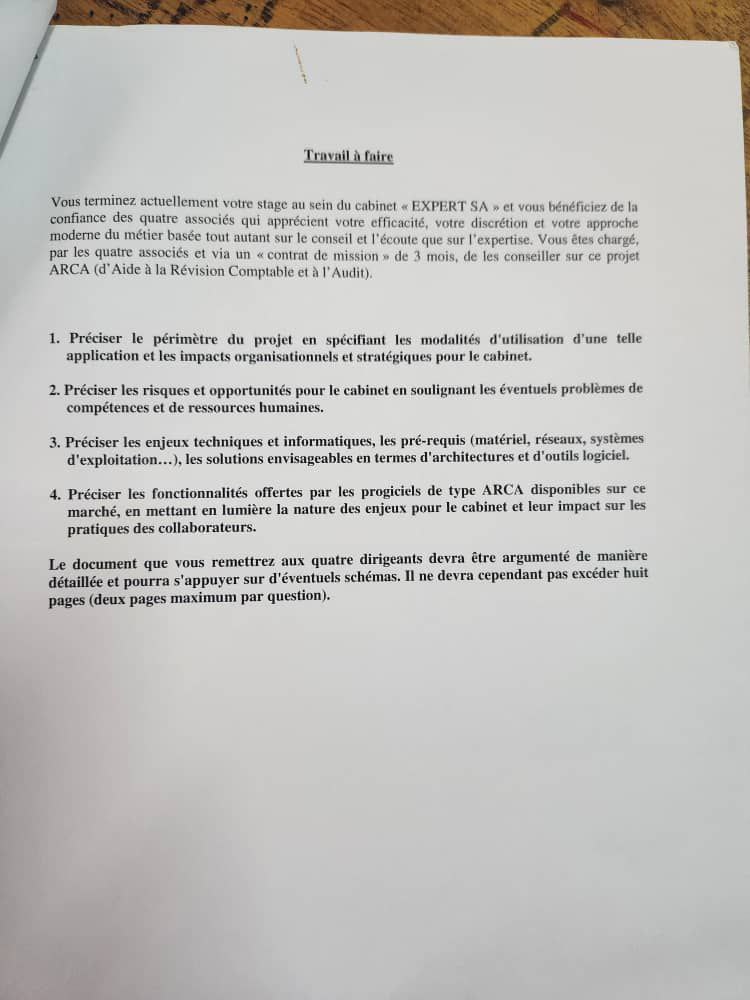 Travail à faire
Vous terminez actuellement votre stage au sein du cabinet « EXPERT SA » et vous bénéficiez de la
confiance des quatre associés qui apprécient votre efficacité, votre discrétion et votre approche
moderne du métier basée tout autant sur le conseil et l'écoute que sur l'expertise. Vous êtes chargé,
par les quatre associés et via un « contrat de mission » de 3 mois, de les conseiller sur ce projet
ARCA (d'Aide à la Révision Comptable et à l'Audit).
1. Préciser le périmètre du projet en spécifiant les modalités d'utilisation d'une telle
application et les impacts organisationnels et stratégiques pour le cabinet.
2. Préciser les risques et opportunités pour le cabinet en soulignant les éventuels problèmes de
compétences et de ressources humaines.
3. Préciser les enjeux techniques et informatiques, les pré-requis (matériel, réseaux, systèmes
d'exploitation…), les solutions envisageables en termes d'architectures et d'outils logiciel.
4. Préciser les fonctionnalités offertes par les progiciels de type ARCA disponibles sur ce
marché, en mettant en lumière la nature des enjeux pour le cabinet et leur impact sur les
pratiques des collaborateurs.
Le document que vous remettrez aux quatre dirigeants devra être argumenté de manière
détaillée et pourra s'appuyer sur d'éventuels schémas. Il ne devra cependant pas excéder huit
pages (deux pages maximum par question).